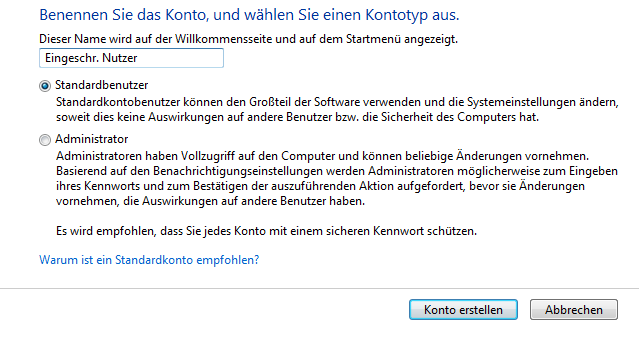 Benennen Sie das Konto, und wählen Sie einen Kontotyp aus.
Dieser Name wird auf der Willkommensseite und auf dem Startmenü angezeigt.
Eingeschr. Nutzer
Standardbenutzer
Standardkontobenutzer können den Großteil der Software verwenden und die Systemeinstellungen ändern,
soweit dies keine Auswirkungen auf andere Benutzer bzw. die Sicherheit des Computers hat.
Administrator
Administratoren haben Vollzugriff auf den Computer und können beliebige Änderungen vornehmen.
Basierend auf den Benachrichtigungseinstellungen werden Administratoren möglicherweise zum Eingeben
ihres Kennworts und zum Bestätigen der auszuführenden Aktion aufgefordert, bevor sie Änderungen
vornehmen, die Auswirkungen auf andere Benutzer haben.
Es wird empfohlen, dass Sie jedes Konto mit einem sicheren Kennwort schützen.
Warum ist ein Standardkonto empfohlen?
Konto erstellen
Abbrechen